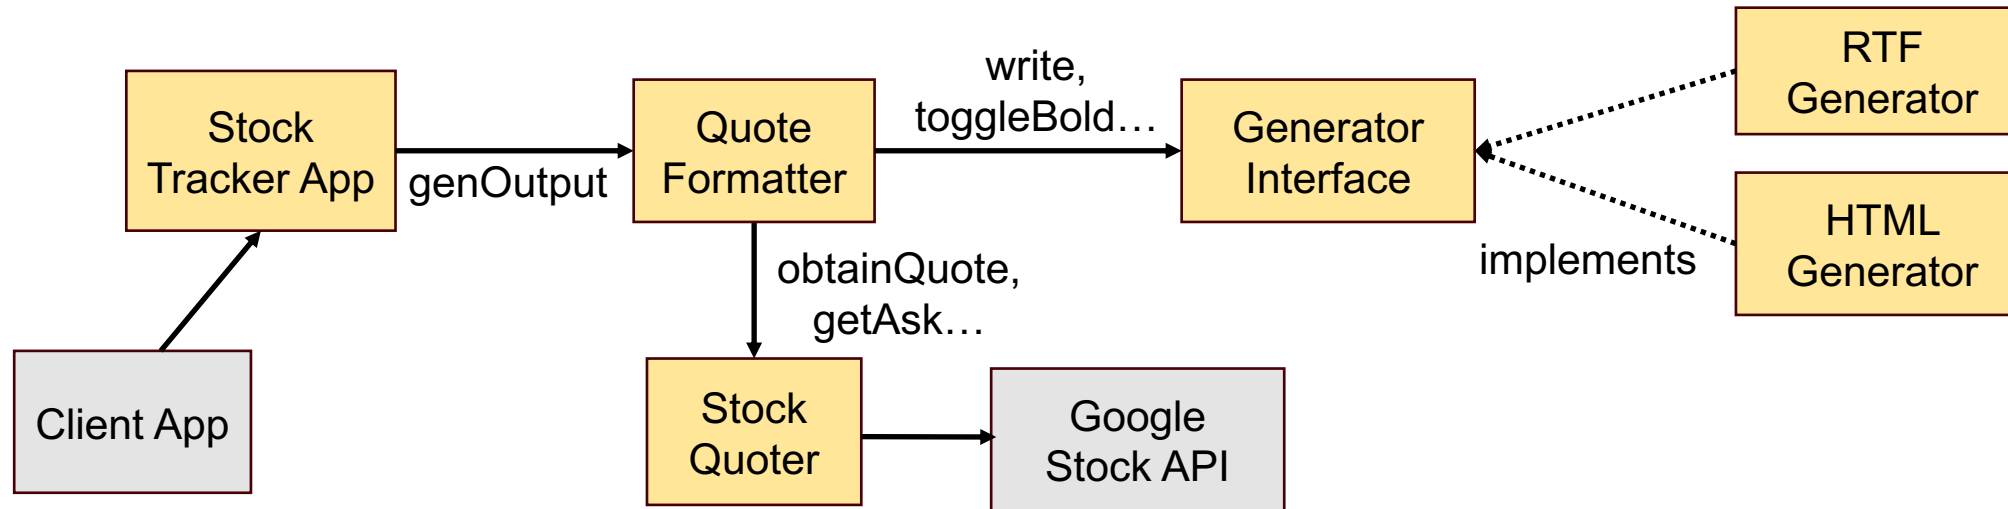 Stock
Tracker App
genOutput
Quote
Formatter
write,
toggleBold…
Generator
Interface
RTF
Generator
HTML
Generator
implements
obtainQuote,
getAsk…
Client App
Stock
Quoter
Google
Stock API